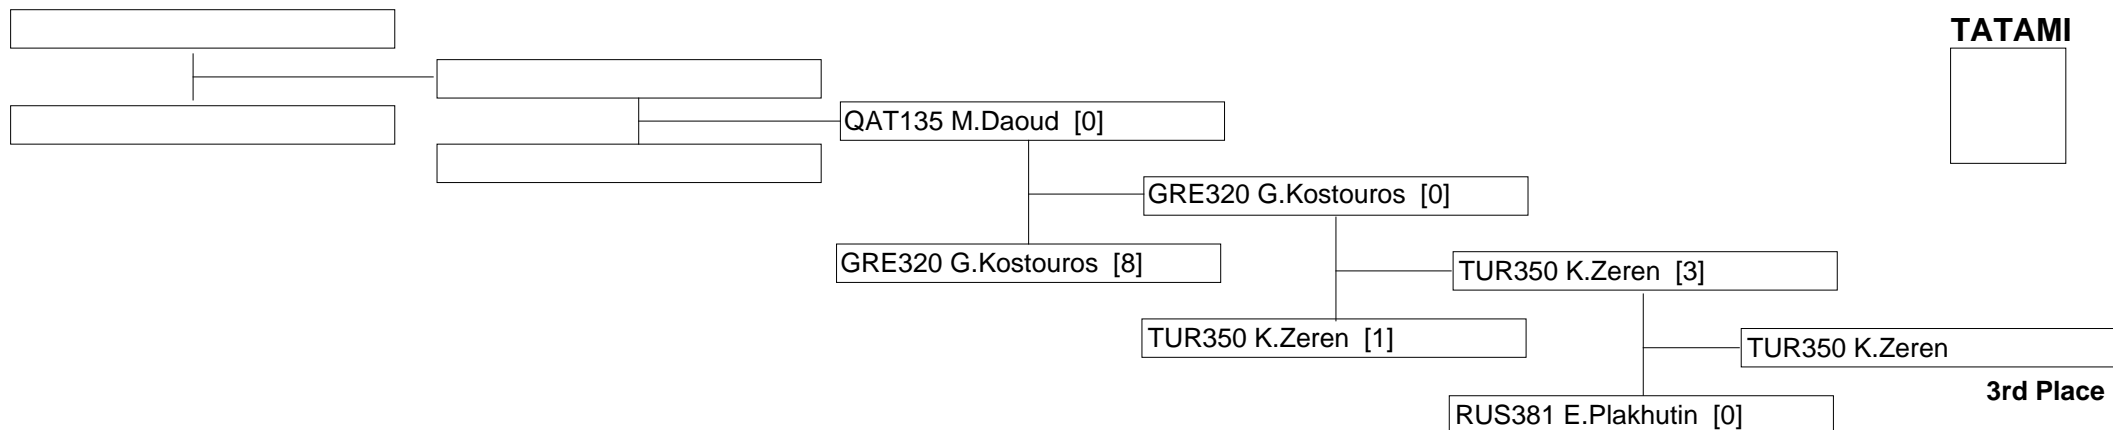 TATAMI
QAT135 M.Daoud [0]
GRE320 G.Kostouros [0]
GRE320 G.Kostouros [8]
TUR350 K.Zeren [3]
TUR350 K.Zeren [1]
TUR350 K.Zeren
3rd Place
RUS381 E.Plakhutin [0]